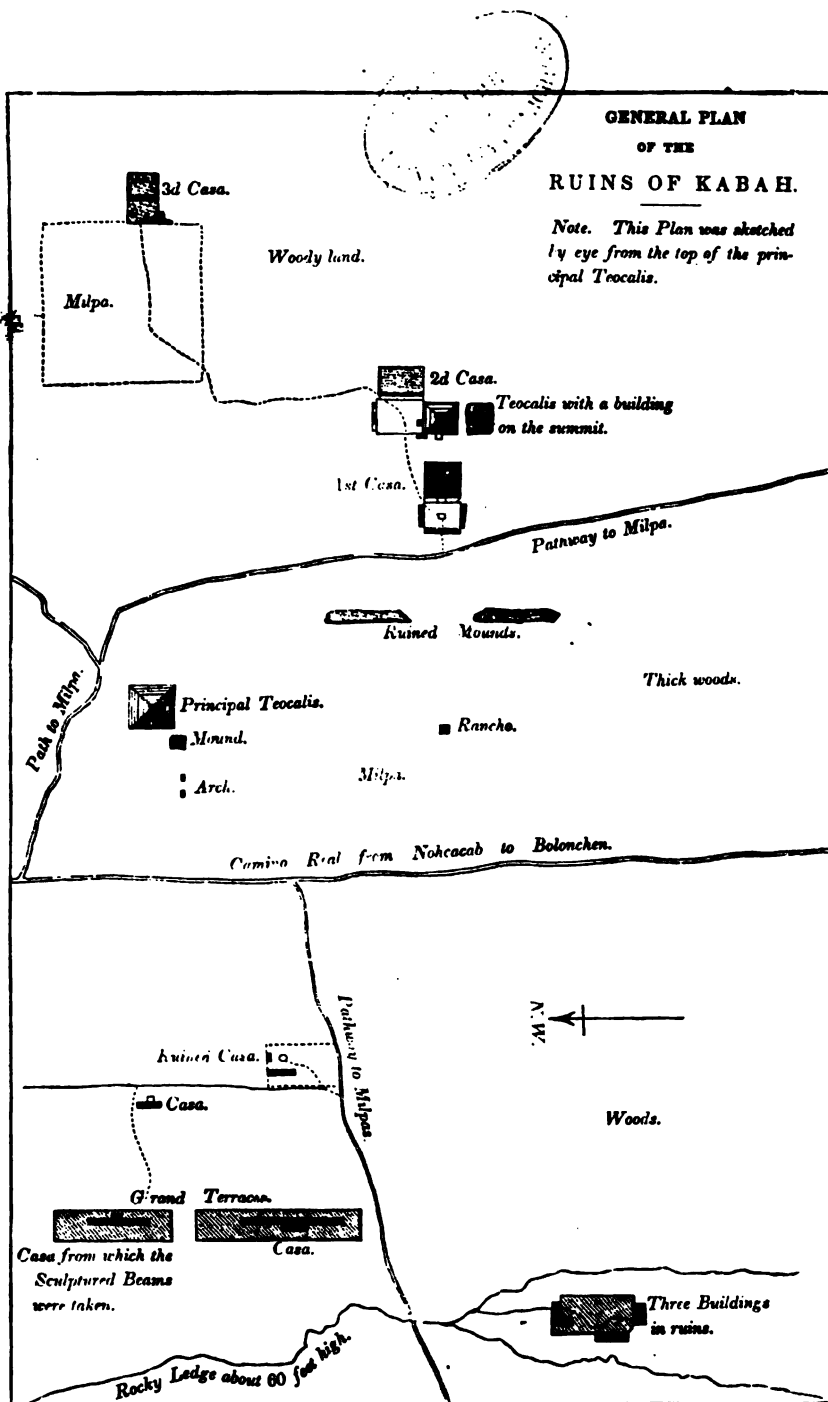 GENERAL PLAN
OF THE
RUINS OF KABAH.
Note. This Plan was sketched
by eye from the top of the prin-
cipal Teocalis.
3d Casa.
Woody land.
Milpa.
2d Casa.
Teocalis with a building
on the summit.
1st Casa.
Pathway to Milpa.
Ruined Mounds.
Thick woods.
Path to Milpa.
Principal Teocalis.
Mound.
Rancho.
Arch.
Milpa.
Camino Real from Nohcacab to Bolonchen.
Pathway to Milpas.
N.W.
Ruined Casa.
Casa.
Woods.
Grand Terraces.
Casa from which the
Sculptured Beams
were taken.
Casa.
Three Buildings
in ruins.
Rocky Ledge about 60 feet high.